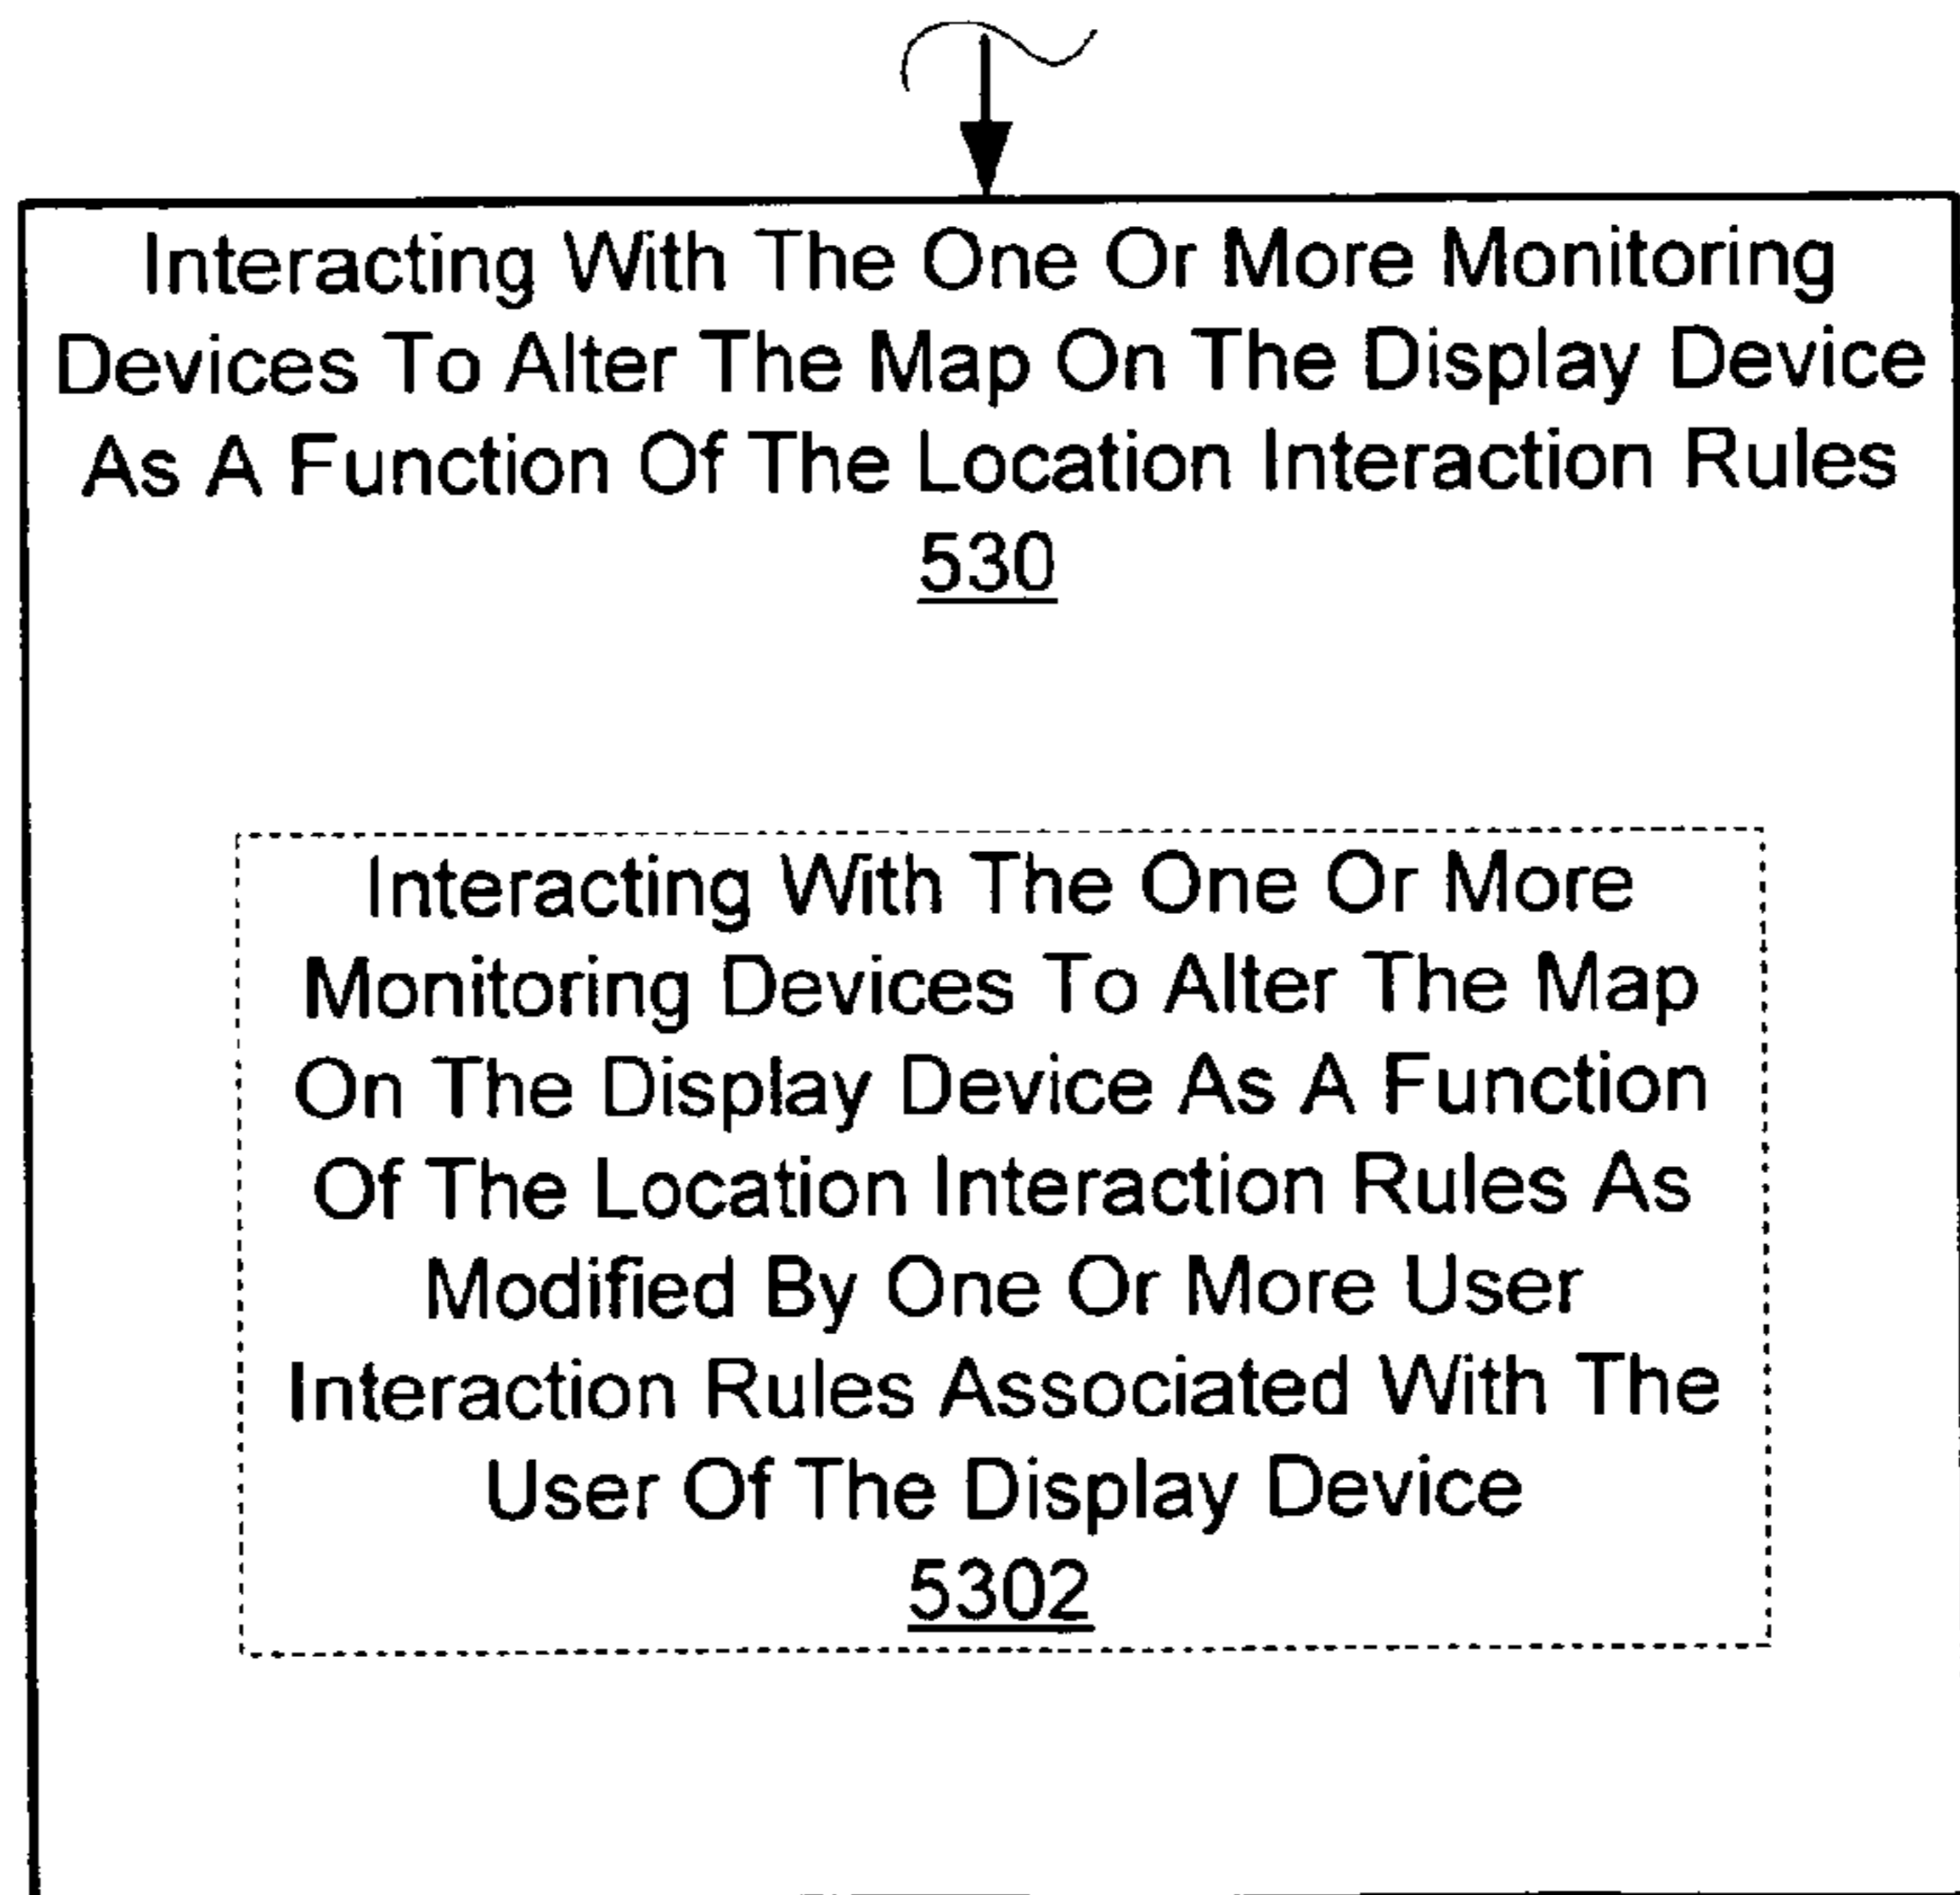 Interacting With The One Or More Monitoring
Devices To Alter The Map On The Display Device
As A Function Of The Location Interaction Rules
530
Interacting With The One Or More
Monitoring Devices To Alter The Map
On The Display Device As A Function
Of The Location Interaction Rules As
Modified By One Or More User
Interaction Rules Associated With The
User Of The Display Device
5302